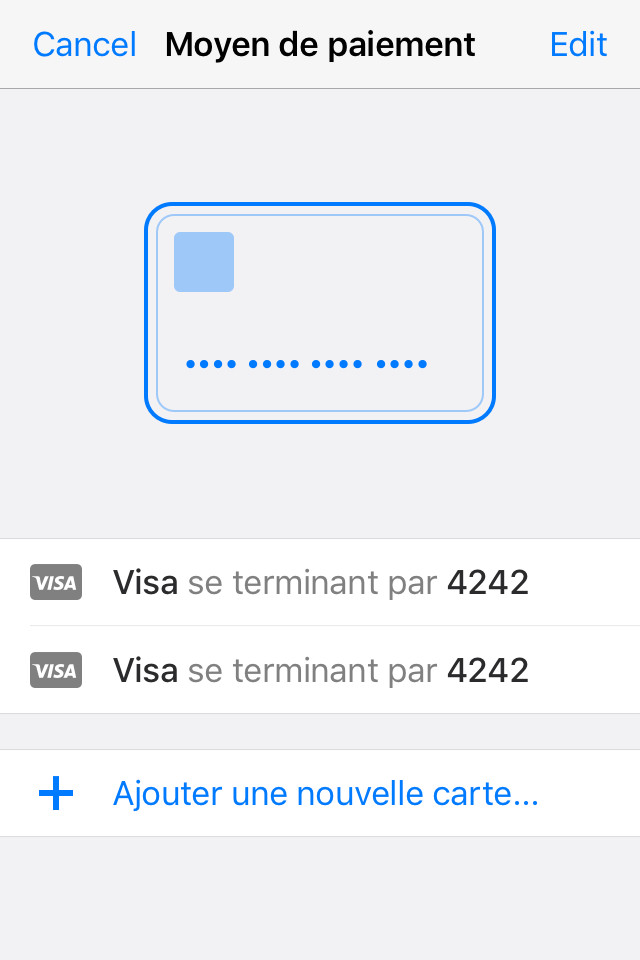 Cancel Moyen de paiement Edit
•••• •••• •••• ••••
VISA Visa se terminant par 4242
VISA Visa se terminant par 4242
+ Ajouter une nouvelle carte...